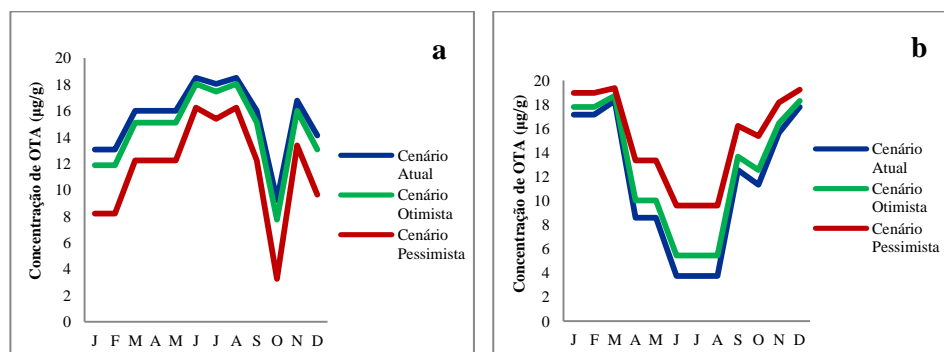 a
Concentração de OTA (µg/g)
20
18
16
14
12
10
8
6
4
2
0
J F M A M J J A S O N D
Cenário
Atual
Cenário
Otimista
Cenário
Pessimista
b
Concentração de OTA (µg/g)
20
18
16
14
12
10
8
6
4
2
0
J F M A M J J A S O N D
Cenário
Atual
Cenário
Otimista
Cenário
Pessimista